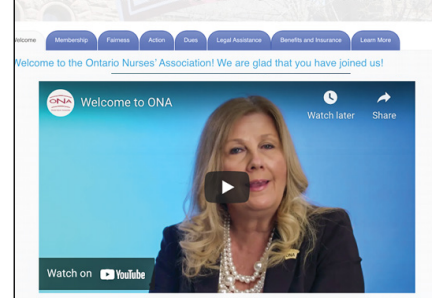 Welcome Membership Fairness Action Dues Legal Assistance Benefits and Insurance Learn More
Welcome to the Ontario Nurses' Association! We are glad that you have joined us!
ONA Welcome to ONA
Watch later Share
ONA
Watch on YouTube